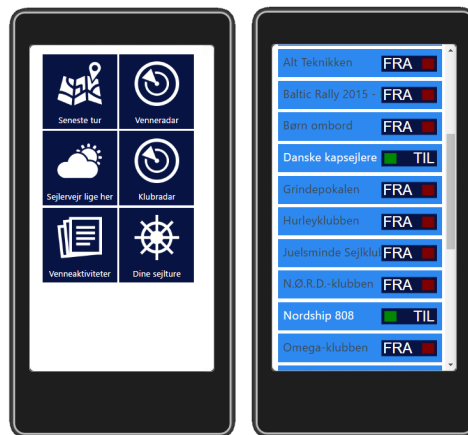 Seneste tur
Venneradar
Sejlervejr lige her
Klubradar
Venneaktiviteter
Dine sejlture
Alt Teknikken FRA
Baltic Rally 2015 - FRA
Børn ombord FRA
Danske kapsejlere TIL
Grindepokalen FRA
Hurleyklubben FRA
Juelsminde Sejlklu FRA
N.Ø.R.D.-klubben FRA
Nordship 808 TIL
Omega-klubben FRA